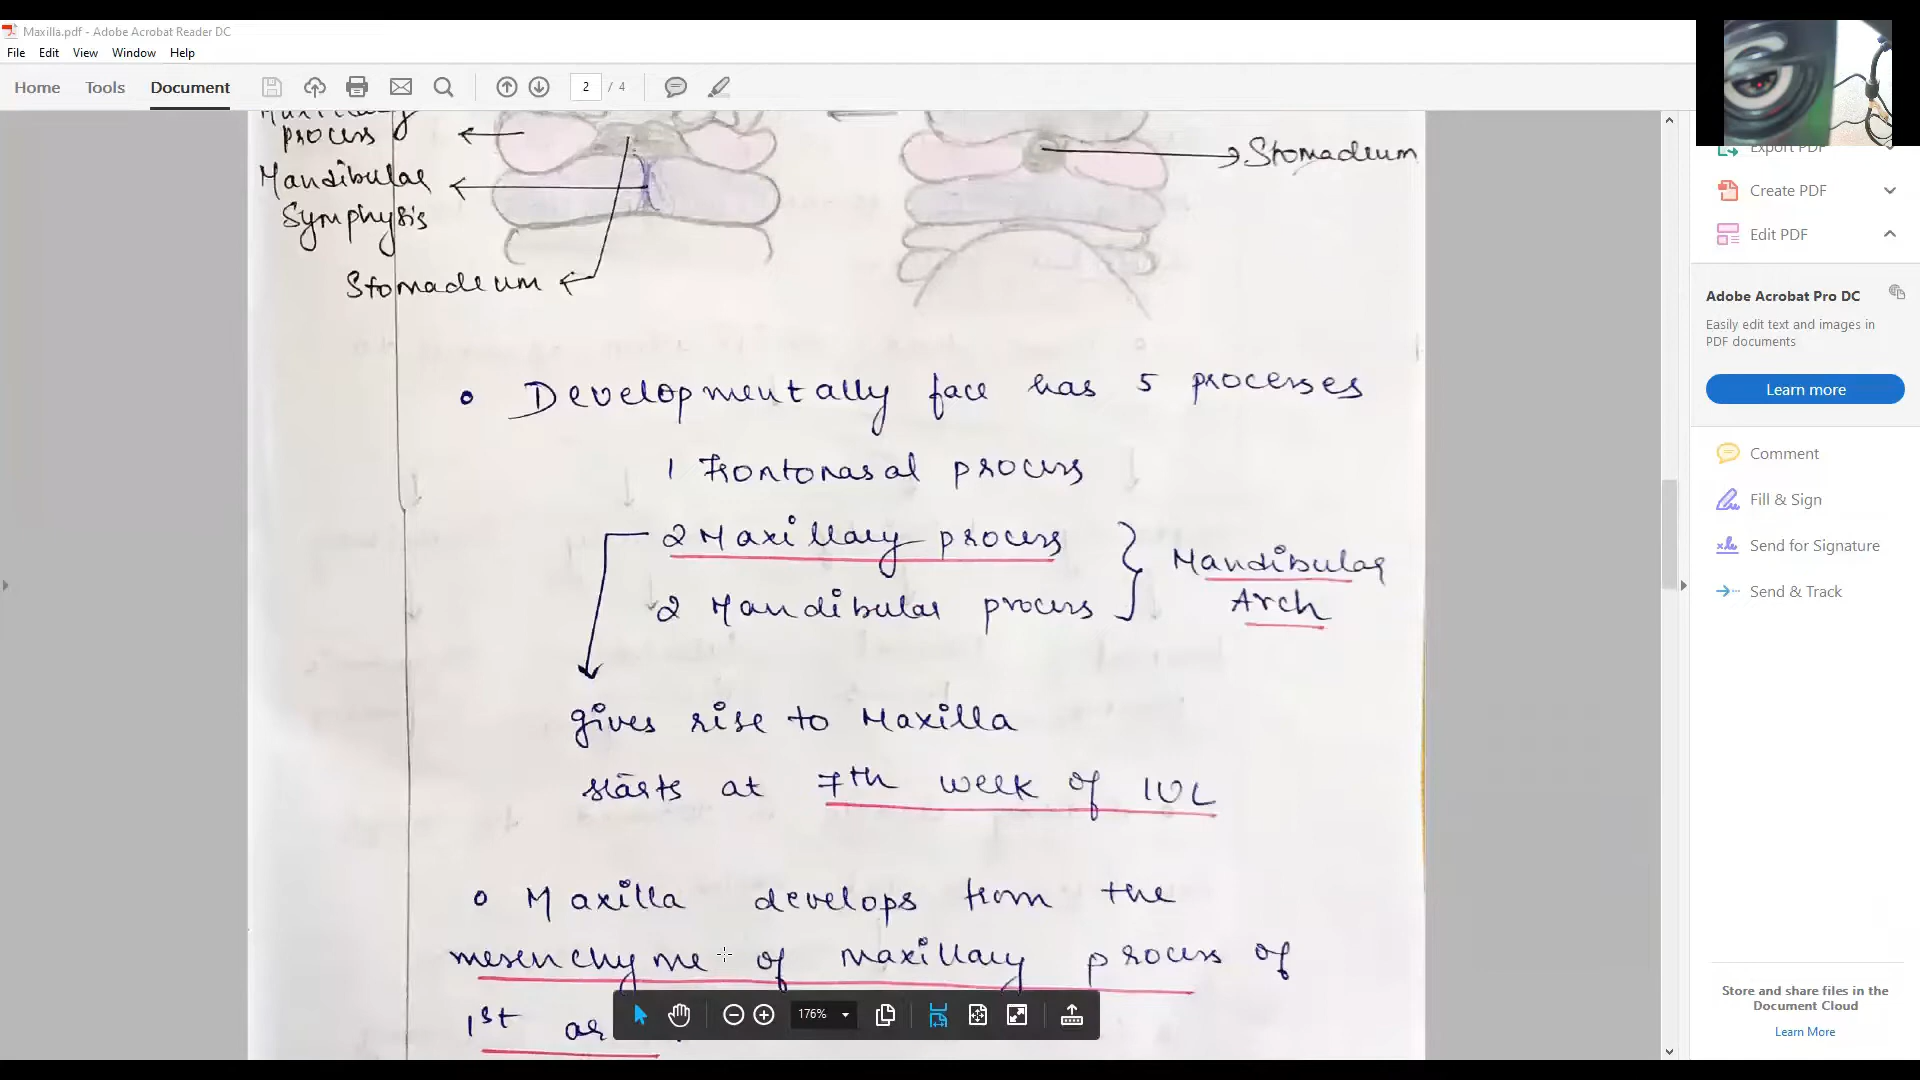 Maxilla.pdf - Adobe Acrobat Reader DC
File Edit View Window Help
Home Tools Document 2 / 4
process
Mandibular
Symphysis
Stomadeum
Stomadeum
• Developmentally face has 5 processes
1 Frontonasal process
2 Maxillary process
2 Mandibular process
Mandibular
Arch
gives rise to Maxilla
starts at 7th week of IUL
• Maxilla develops from the
mesenchyme of maxillary process of
1st
176%
Export PDF
Create PDF
Edit PDF
Adobe Acrobat Pro DC
Easily edit text and images in
PDF documents
Learn more
Comment
Fill & Sign
Send for Signature
Send & Track
Store and share files in the
Document Cloud
Learn More